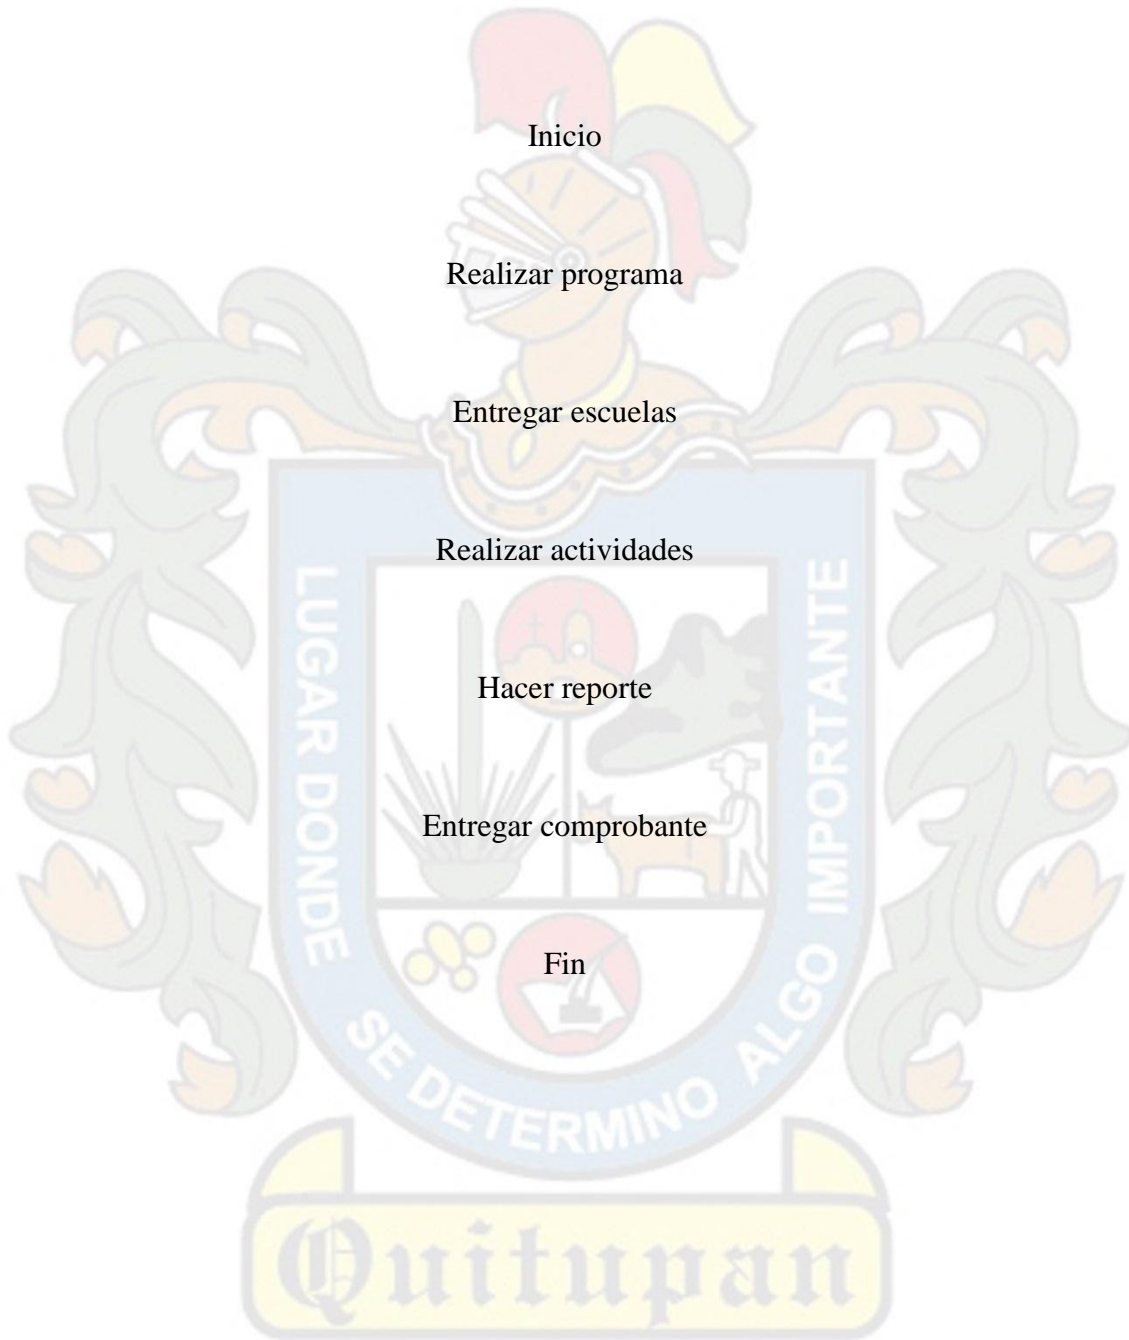 Inicio
Realizar programa
Entregar escuelas
Realizar actividades
Hacer reporte
Entregar comprobante
Fin
LUGAR DONDE SE DETERMINO ALGO IMPORTANTE
Quitupan